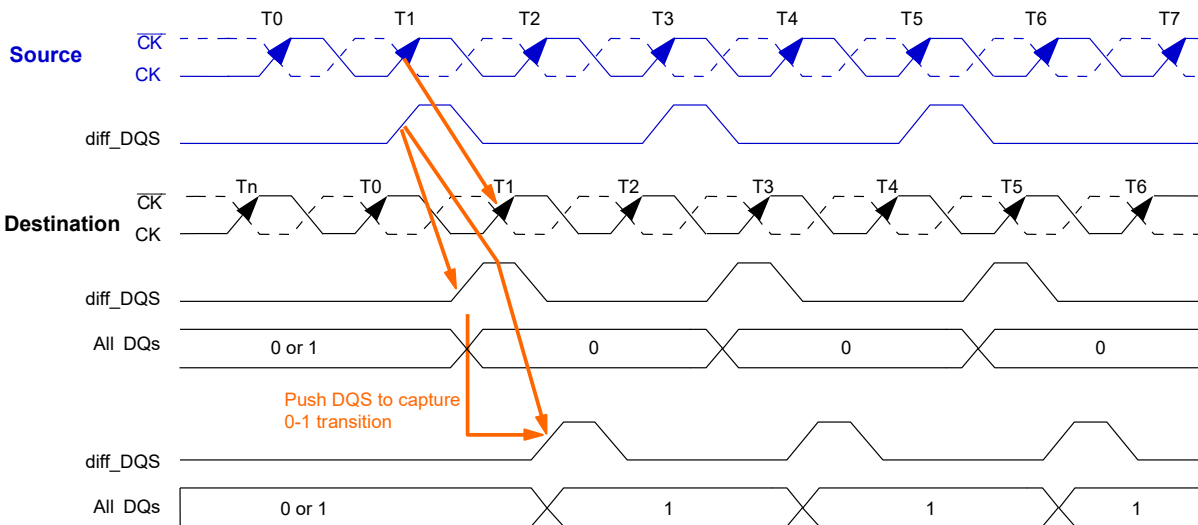 T0 T1 T2 T3 T4 T5 T6 T7
CK
Source
CK
diff_DQS
Tn T0 T1 T2 T3 T4 T5 T6
CK
Destination
CK
diff_DQS
All DQs 0 or 1 0 0 0
Push DQS to capture
0-1 transition
diff_DQS
All DQs 0 or 1 1 1 1